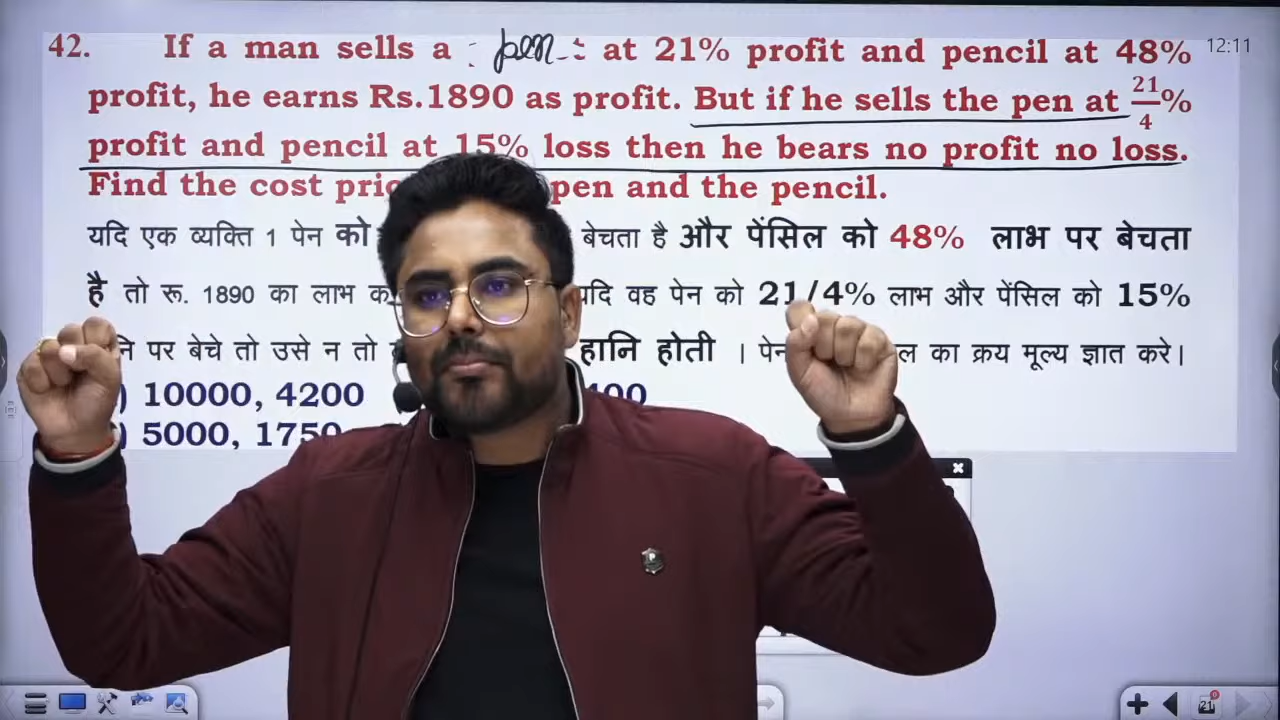 42. If a man sells a : pen : at 21% profit and pencil at 48%
12:11
profit, he earns Rs.1890 as profit. But if he sells the pen at 21/4%
profit and pencil at 15% loss then he bears no profit no loss.
Find the cost pen and the pencil.
यदि एक व्यक्ति 1 पेन को बेचता है और पेंसिल को 48% लाभ पर बेचता
है तो रू. 1890 का लाभ वह पेन को 21/4% लाभ और पेंसिल को 15%
पर बेचे तो उसे न तो हानि होती । का क्रय मूल्य ज्ञात करे।
) 10000, 4200
) 5000, 1750
21